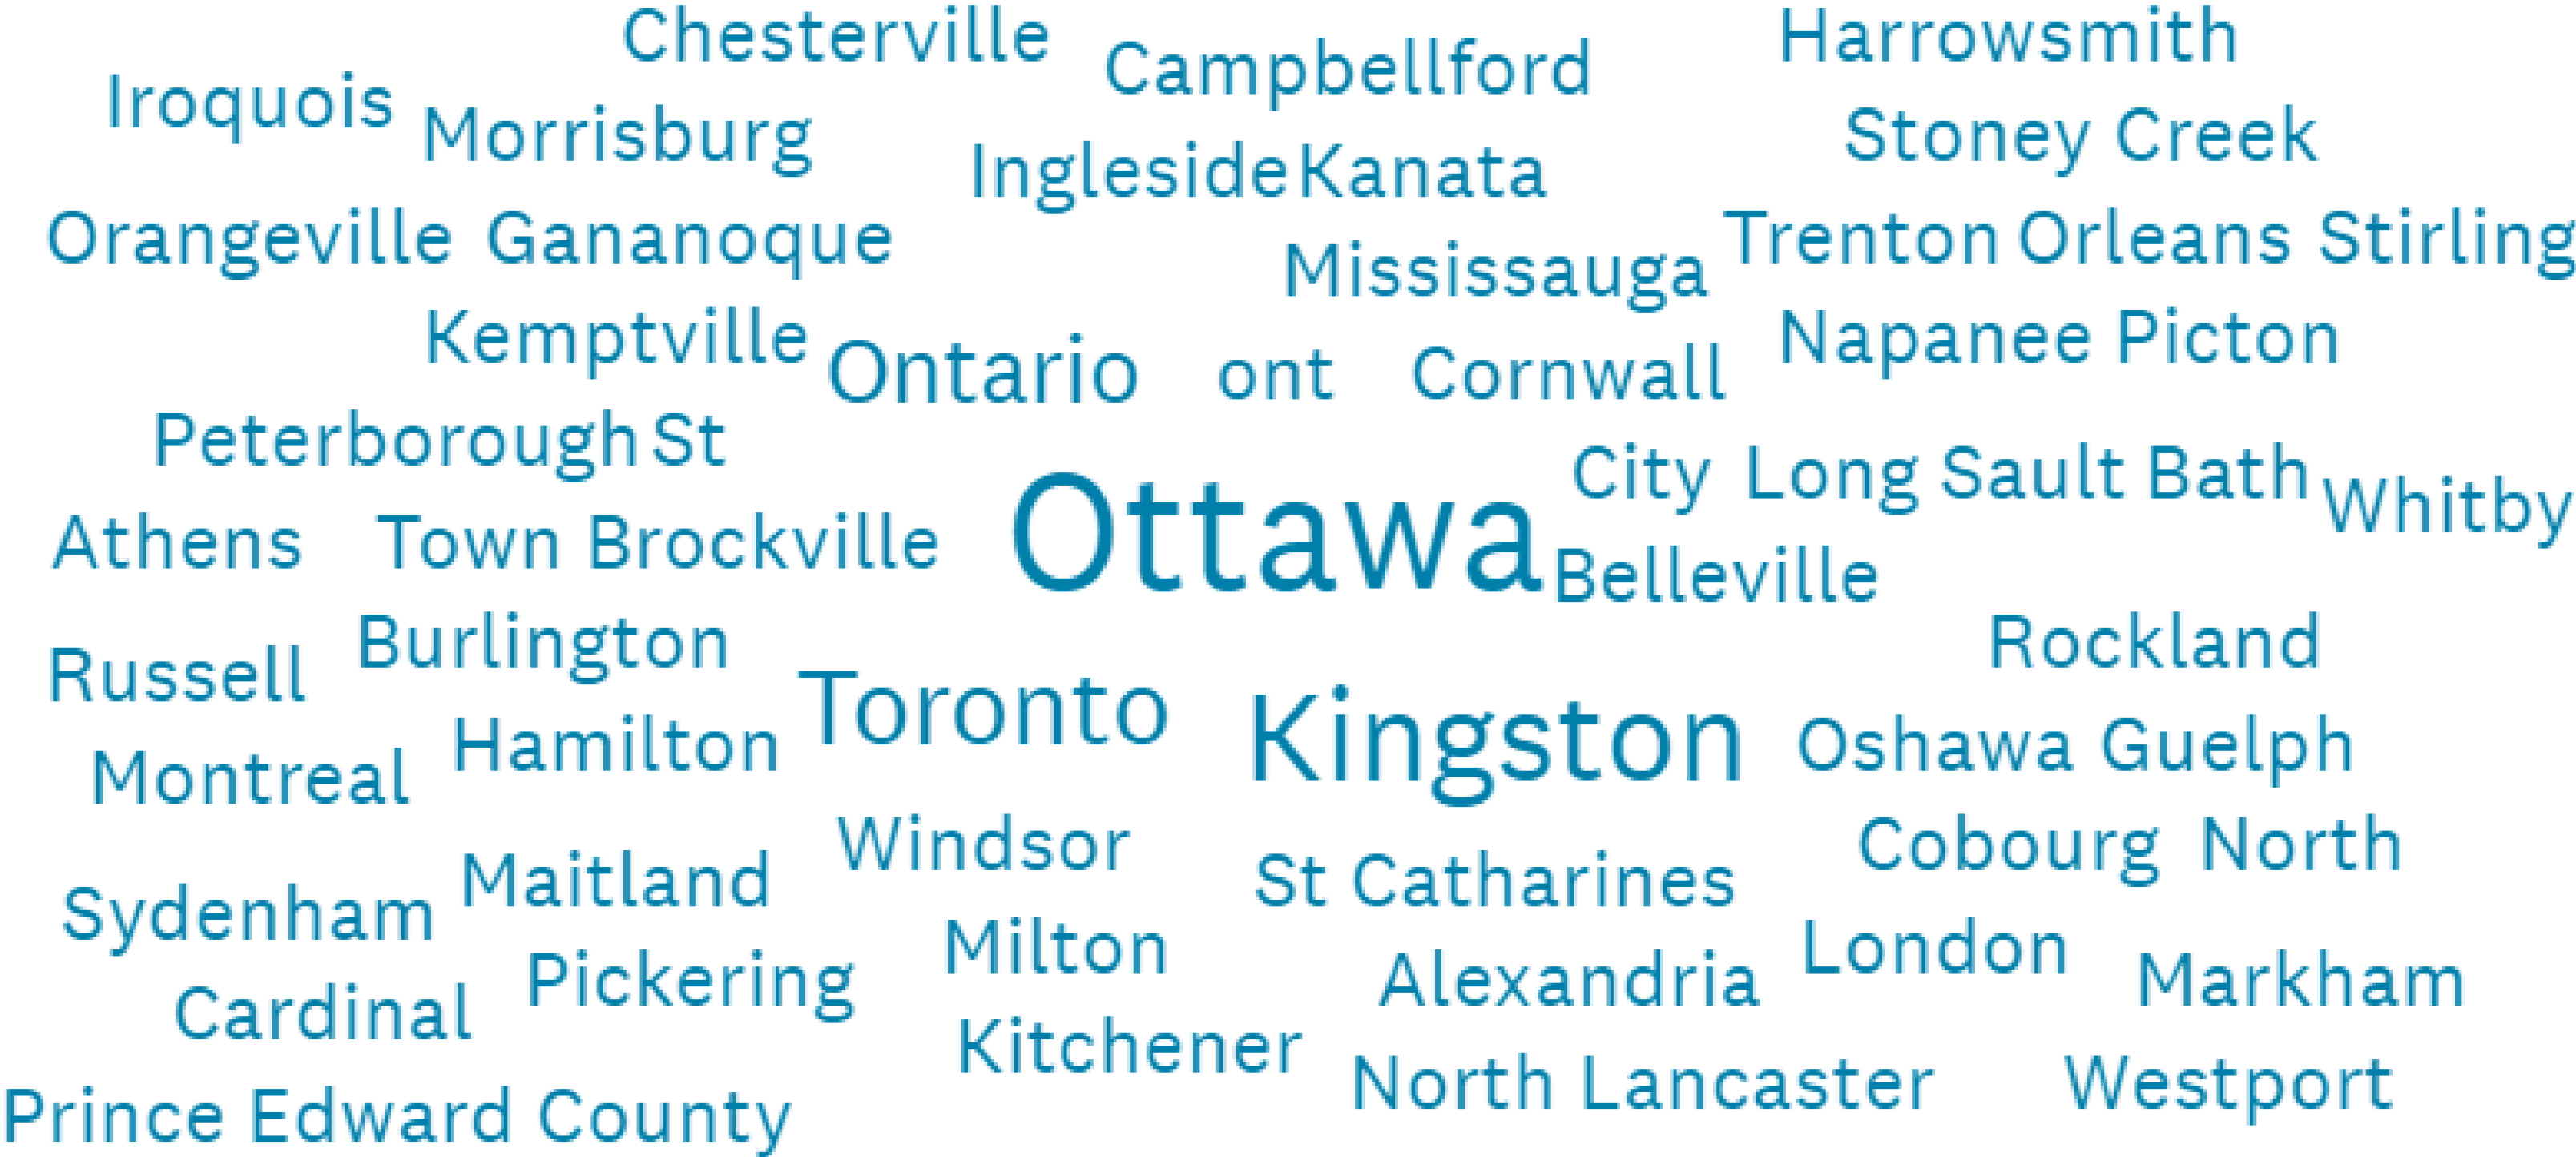 Chesterville
Harrowsmith
Campbellford
Iroquois
Morrisburg
Stoney Creek
Ingleside Kanata
Orangeville Gananoque
Trenton Orleans Stirling
Mississauga
Kemptville
Napanee Picton
Ontario ont Cornwall
Peterborough St
City Long Sault Bath
Whitby
Ottawa
Athens Town Brockville
Belleville
Burlington
Rockland
Russell
Toronto
Kingston
Hamilton
Oshawa Guelph
Montreal
Windsor
Cobourg North
Maitland
St Catharines
Sydenham
Milton
London
Pickering
Alexandria
Markham
Cardinal
Kitchener
North Lancaster
Westport
Prince Edward County